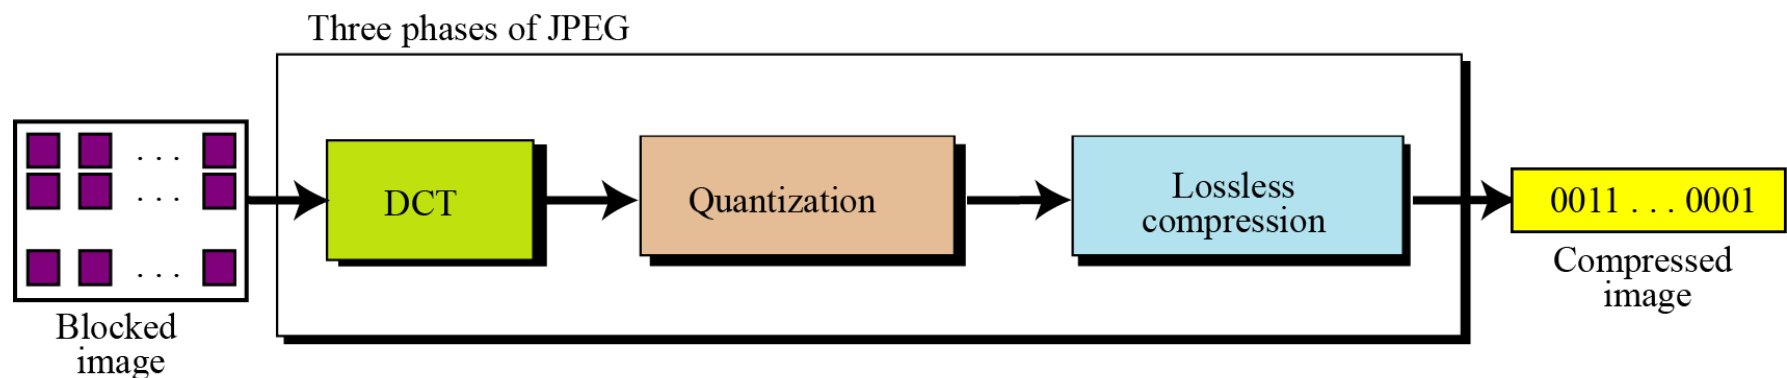 Three phases of JPEG
. . .
. . .
. . .
Blocked
image
DCT
Quantization
Lossless
compression
0011 . . . 0001
Compressed
image